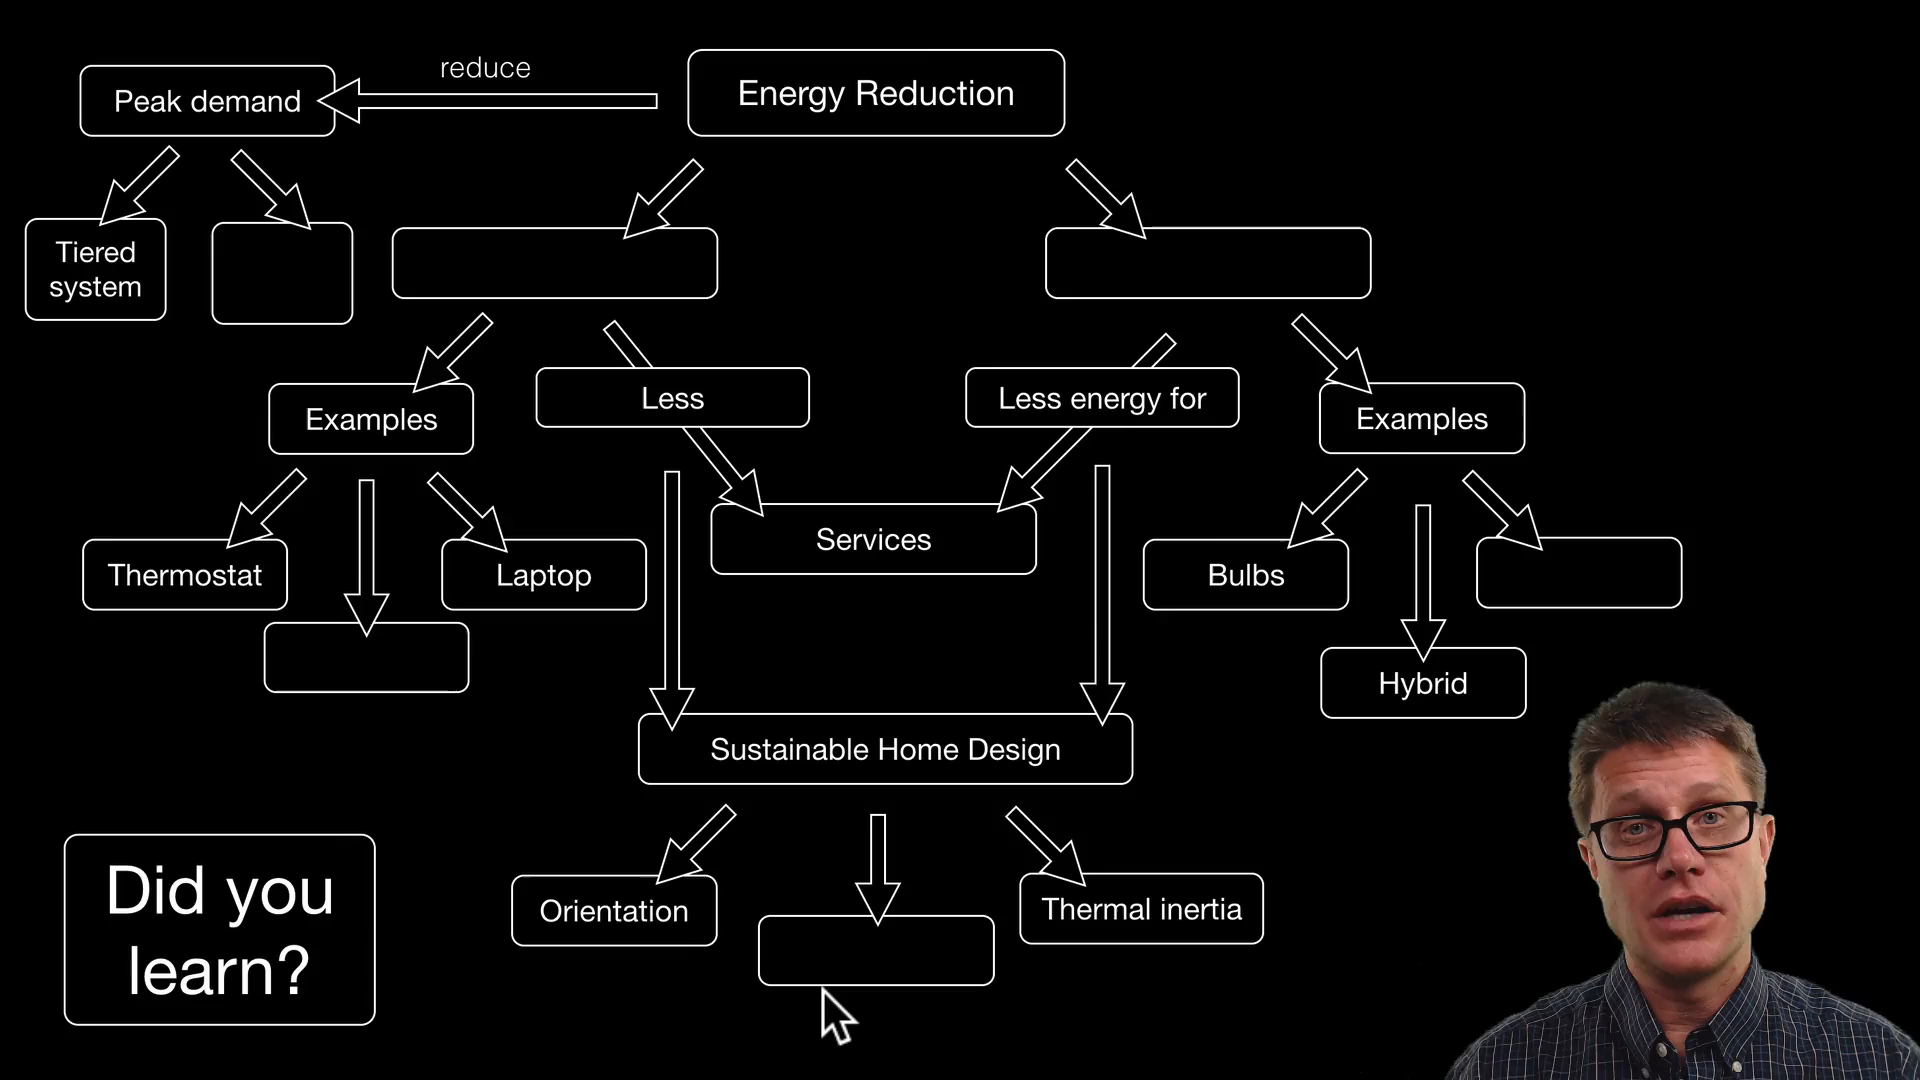 reduce
Peak demand
Energy Reduction
Tiered
system
Less
Less energy for
Examples
Examples
Services
Thermostat
Laptop
Bulbs
Hybrid
Sustainable Home Design
Orientation
Thermal inertia
Did you
learn?